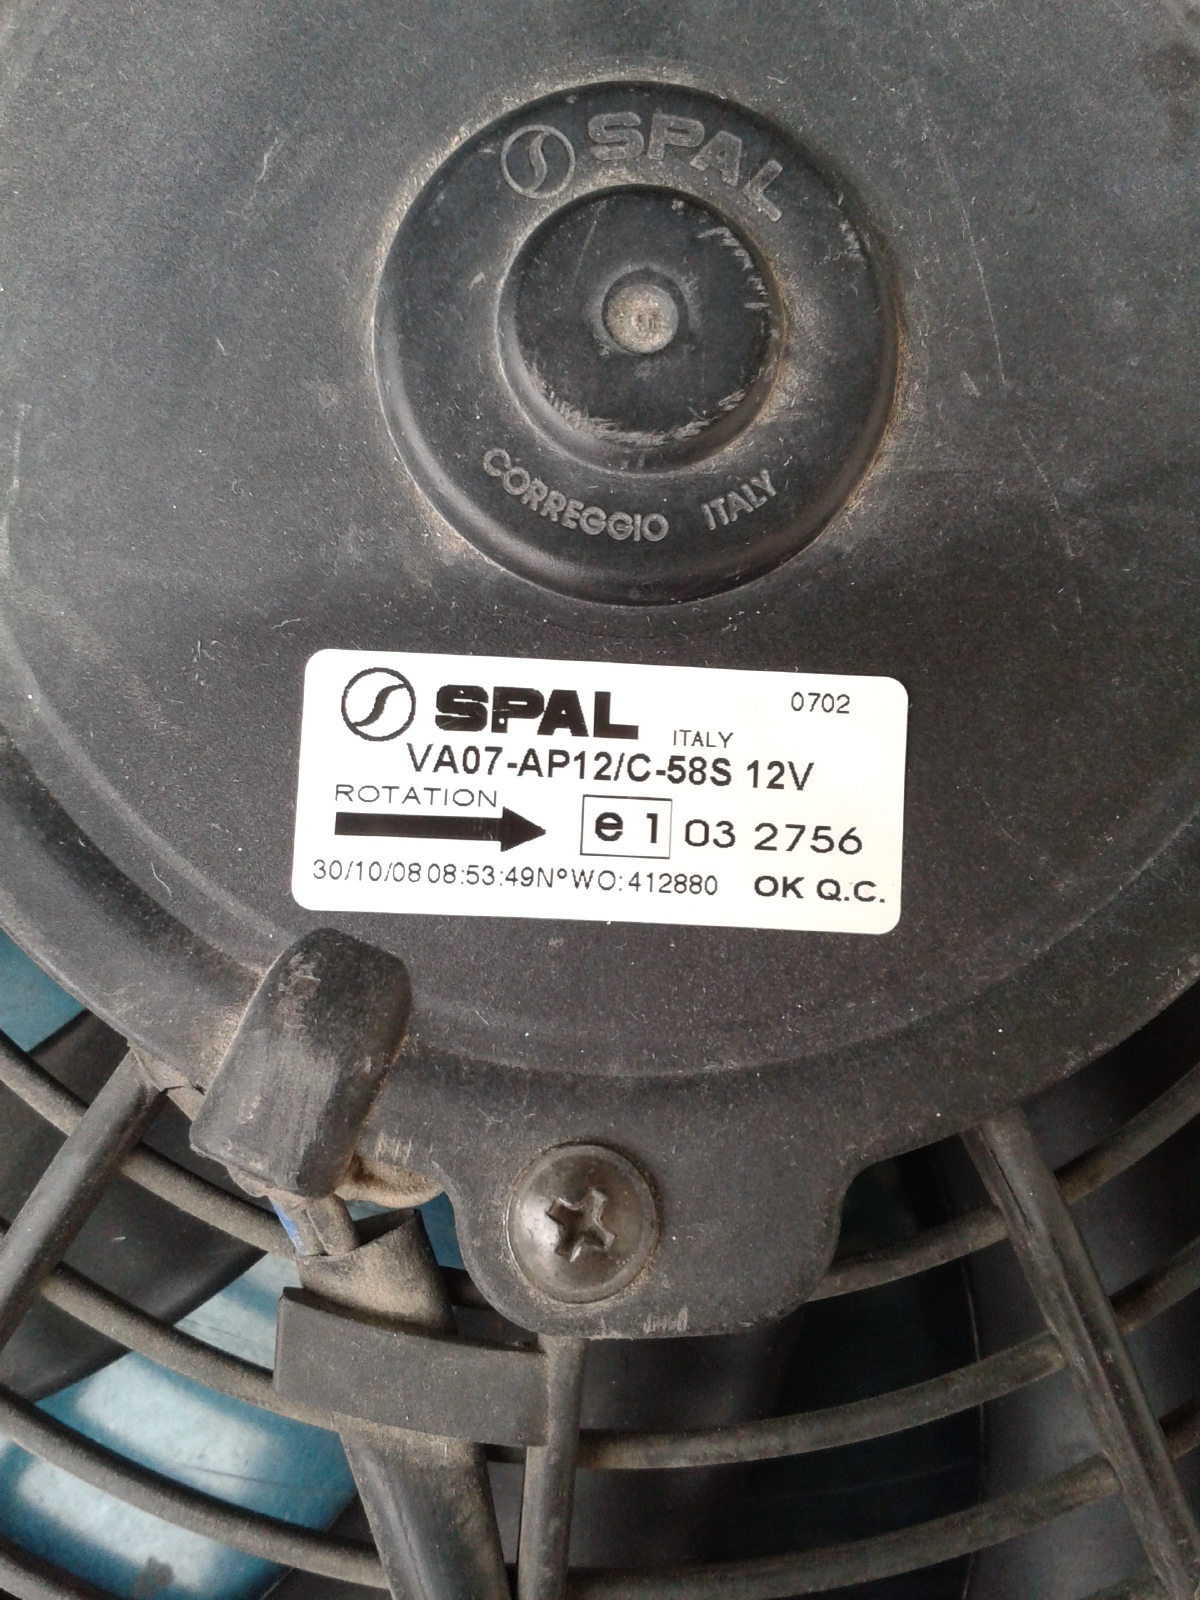 SPAL
CORREGGIO ITALY
SPAL ITALY 0702
VA07-AP12/C-58S 12V
ROTATION
e 1 03 2756
30/10/08 08:53:49 N° WO: 412880 OK Q.C.